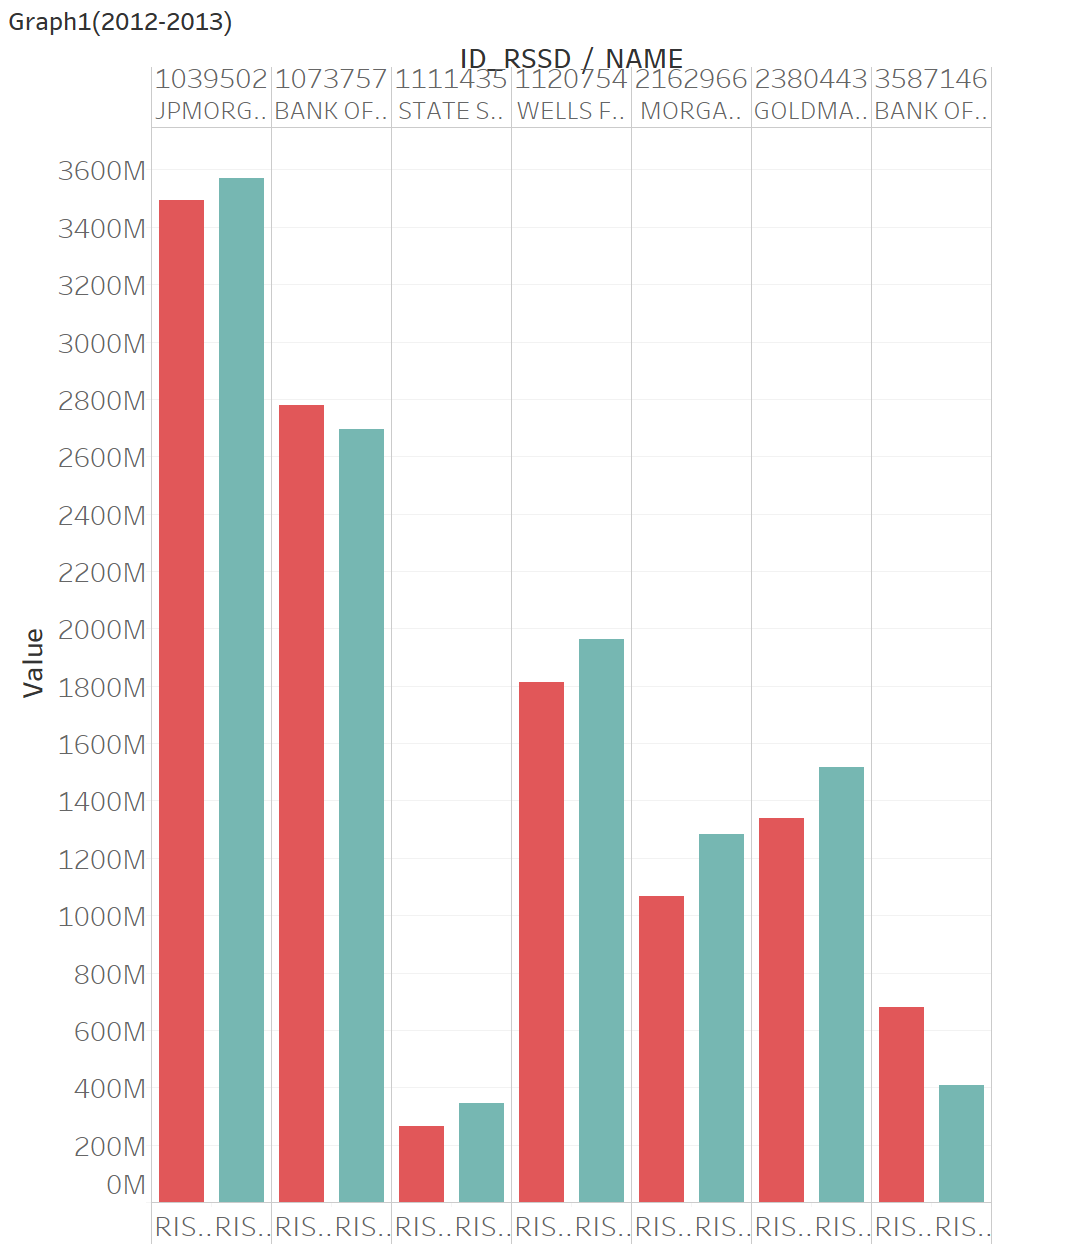 Graph1(2012-2013)
ID_RSSD / NAME
1039502 1073757 1111435 1120754 2162966 2380443 3587146
JPMORG.. BANK OF.. STATE S.. WELLS F.. MORGA.. GOLDMA.. BANK OF..
3600M
3400M
3200M
3000M
2800M
2600M
2400M
2200M
2000M
1800M
1600M
1400M
1200M
1000M
800M
600M
400M
200M
0M
Value
RIS.. RIS.. RIS.. RIS.. RIS.. RIS.. RIS.. RIS.. RIS.. RIS.. RIS.. RIS.. RIS.. RIS..